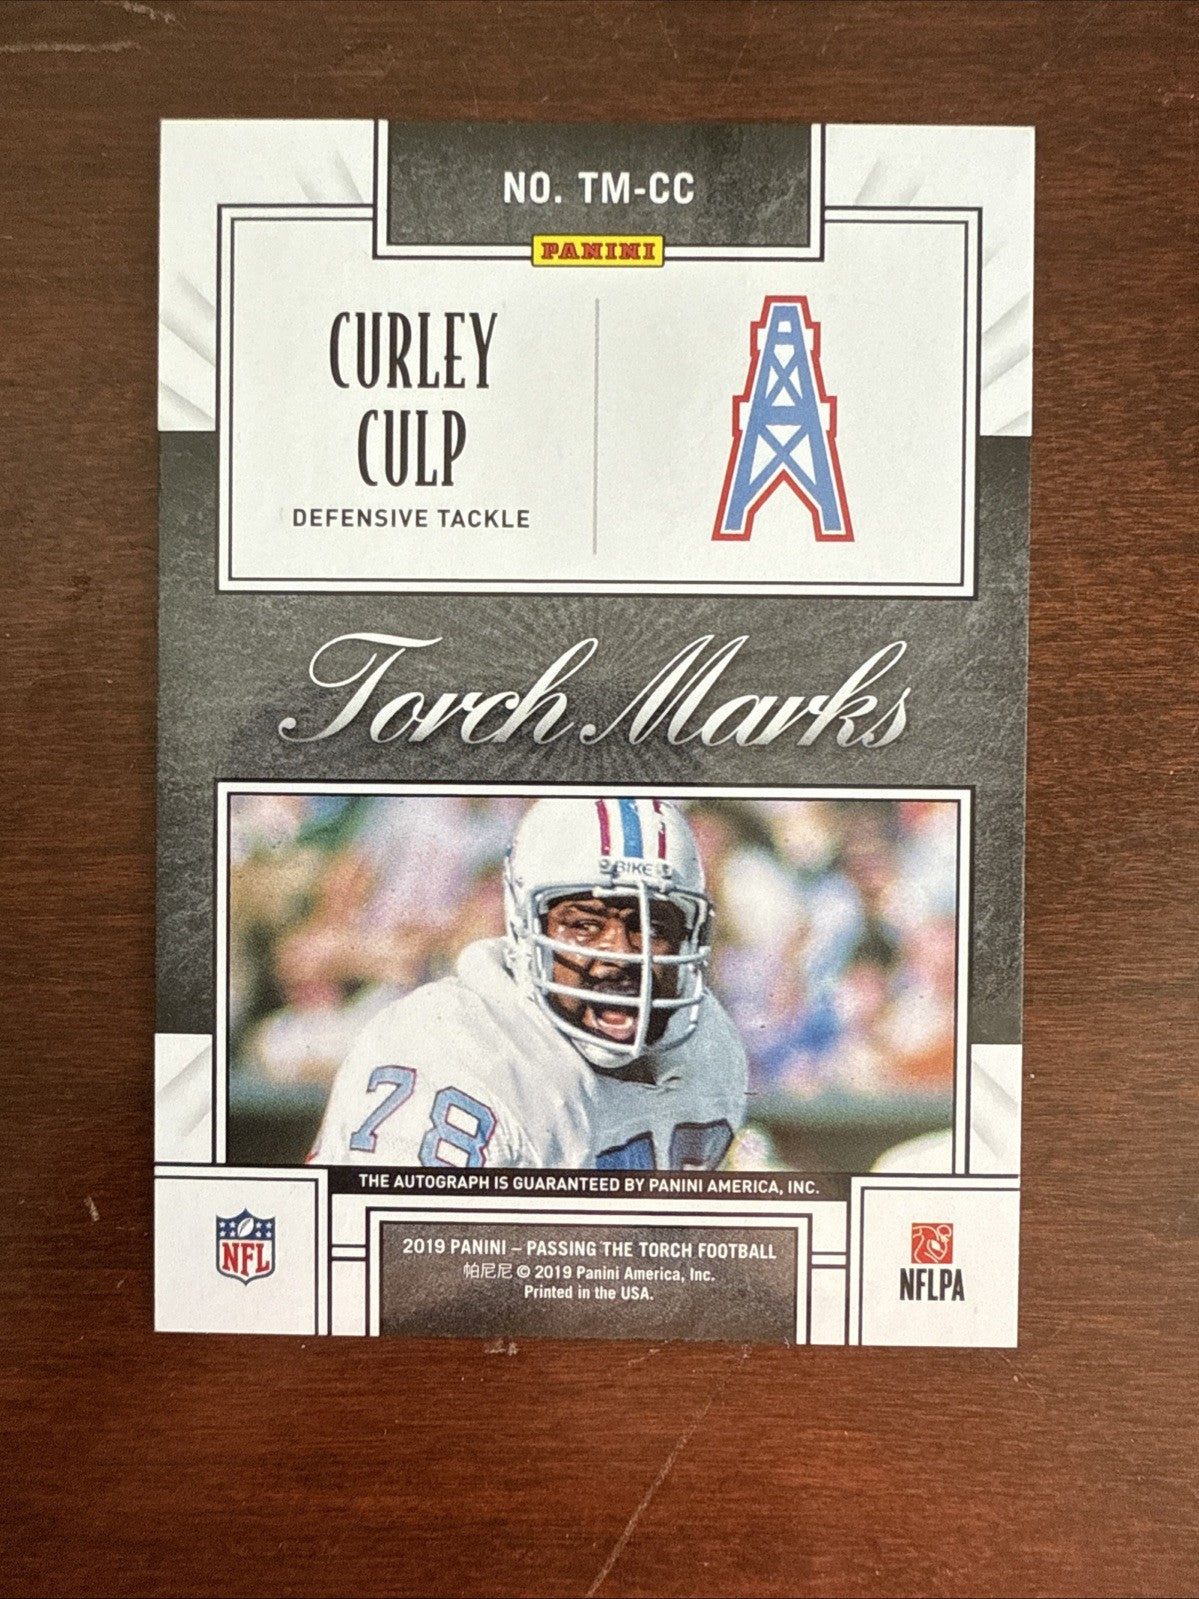 NO. TM-CC
PANINI
CURLEY
CULP
DEFENSIVE TACKLE
Torch Marks
BIKE
78
THE AUTOGRAPH IS GUARANTEED BY PANINI AMERICA, INC.
NFL
2019 PANINI – PASSING THE TORCH FOOTBALL
帕尼尼 © 2019 Panini America, Inc.
Printed in the USA.
NFLPA